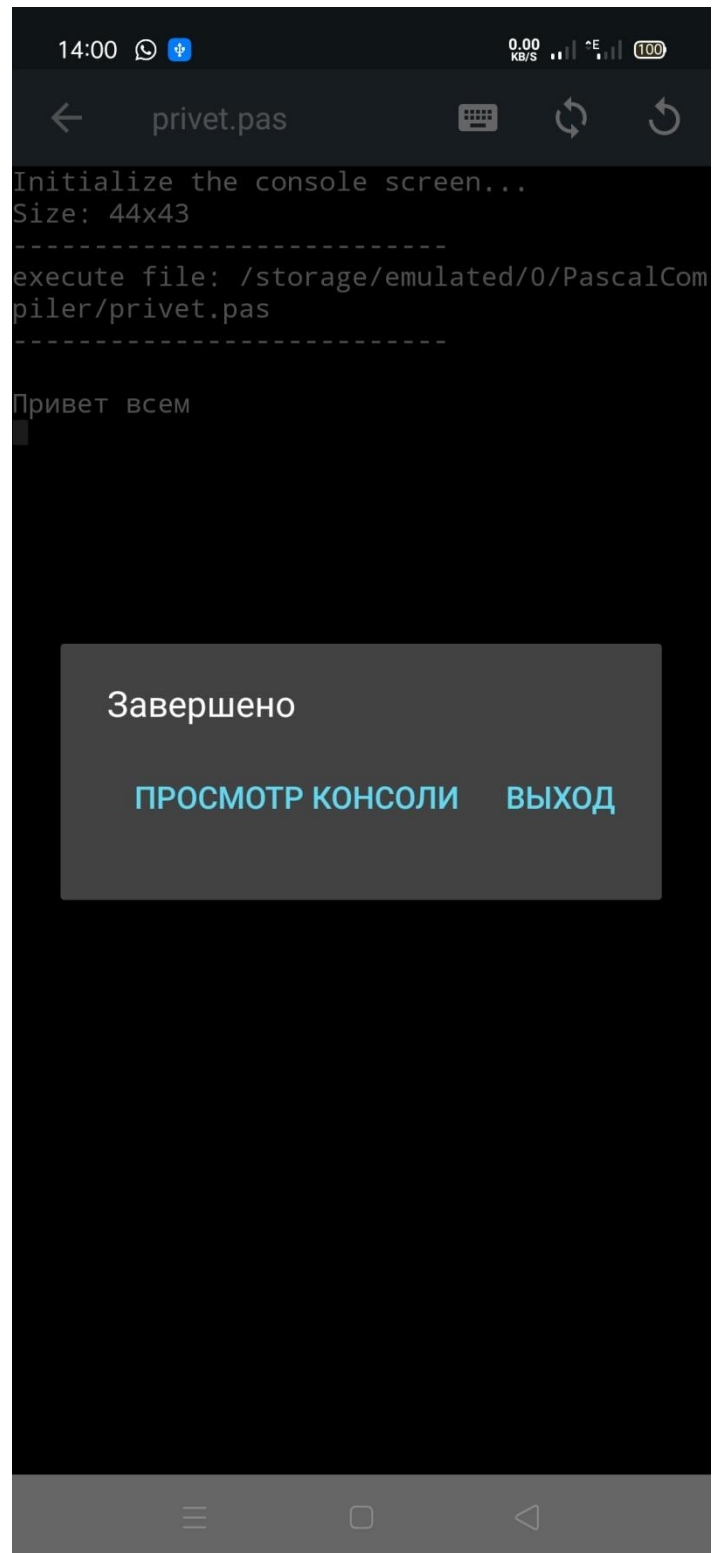 14:00 0.00 KB/S E 100
privet.pas
Initialize the console screen...
Size: 44x43
---------------------------
execute file: /storage/emulated/0/PascalCom
piler/privet.pas
---------------------------
Привет всем
Завершено
ПРОСМОТР КОНСОЛИ ВЫХОД